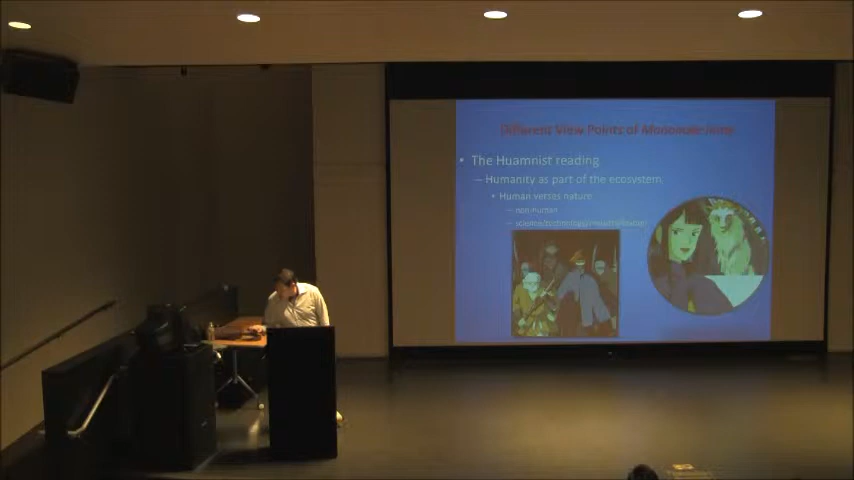 Different View Points of Mononoke hime
• The Huamnist reading
– Humanity as part of the ecosystem
• Human verses nature
– non-human